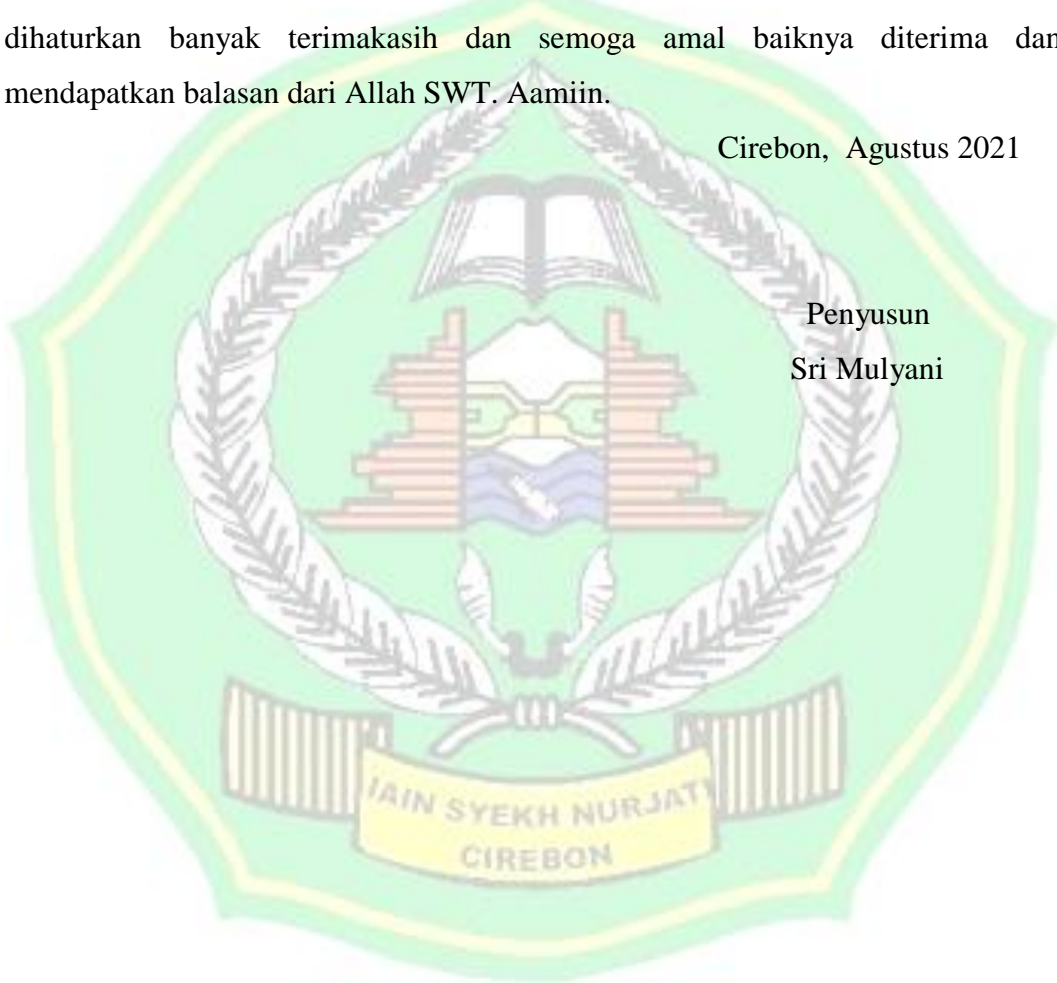 dihaturkan banyak terimakasih dan semoga amal baiknya diterima dan
mendapatkan balasan dari Allah SWT. Aamiin.
Cirebon, Agustus 2021
Penyusun
Sri Mulyani
IAIN SYEKH NURJATI
CIREBON